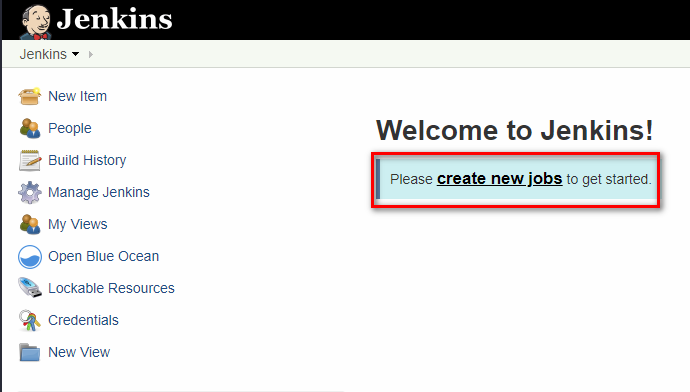 Jenkins
Jenkins
New Item
People
Build History
Manage Jenkins
My Views
Open Blue Ocean
Lockable Resources
Credentials
New View
Welcome to Jenkins!
Please create new jobs to get started.